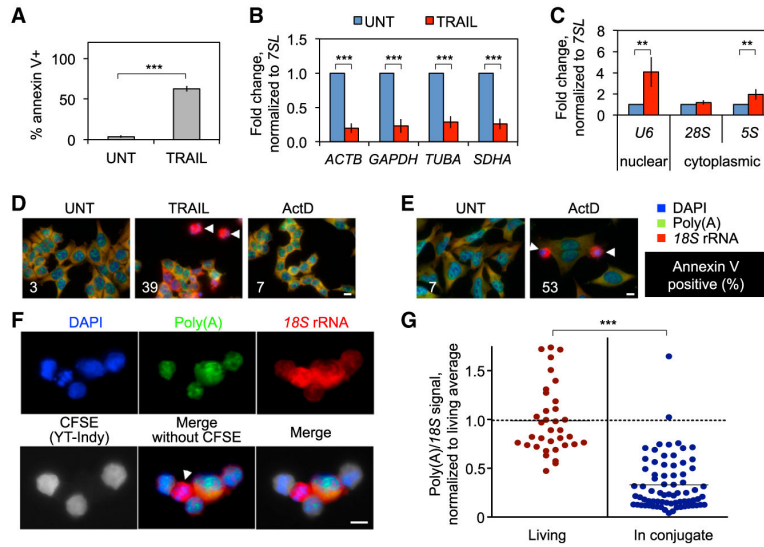 A
% annexin V+
100
50
0
***
UNT
TRAIL
B
UNT
TRAIL
Fold change,
normalized to 7SL
1.5
1.0
0.5
0.0
***
***
***
***
ACTB
GAPDH
TUBA
SDHA
C
Fold change,
normalized to 7SL
8
6
4
2
0
**
**
U6
28S
5S
nuclear
cytoplasmic
D
UNT
TRAIL
ActD
3
39
7
E
UNT
ActD
7
53
DAPI
Poly(A)
18S rRNA
Annexin V
positive (%)
F
DAPI
Poly(A)
18S rRNA
CFSE
(YT-Indy)
Merge
without CFSE
Merge
G
***
Poly(A)/18S signal,
normalized to living average
1.5
1.0
0.5
0
Living
In conjugate